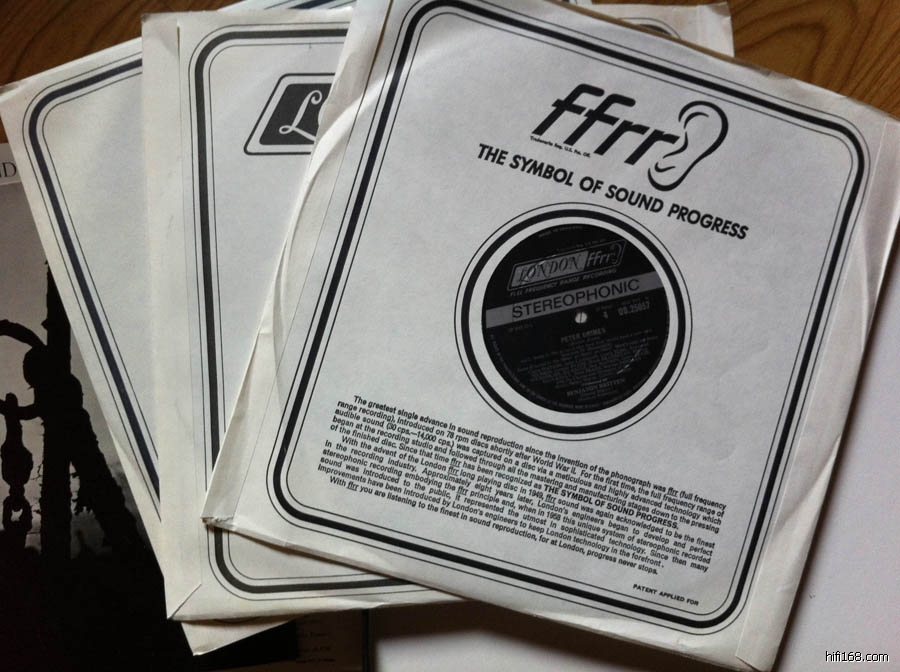 ffrr
Trademarks Reg. U.S. Pat. Off.
THE SYMBOL OF SOUND PROGRESS
LONDON ffrr
FULL FREQUENCY RANGE RECORDING
STEREOPHONIC
4
PETER GRIMES
BENJAMIN BRITTEN
The greatest single advance in sound reproduction since the invention of the phonograph was ffrr (full frequency
range recording), introduced on 78 rpm discs shortly after World War II. For the first time, the full frequency range of
audible sound (30 cps.—14,000 cps.) was captured on a disc via a meticulous and highly advanced technology which
began at the recording studio and followed through all the mastering and manufacturing stages down to the pressing
of the finished disc. Since that time ffrr has been recognized as THE SYMBOL OF SOUND PROGRESS.
With the advent of the London ffrr long playing disc in 1949, ffrr sound was again acknowledged to be the finest
in the recording industry. Approximately eight years later, London's engineers began to develop and perfect
stereophonic recording embodying the ffrr principle and, when in 1958 this unique system of stereophonic recorded
sound was introduced to the public, it represented the utmost in sophisticated technology. Since then many
improvements have been introduced by London's engineers to keep London technology in the forefront.
With ffrr you are listening to the finest in sound reproduction, for at London, progress never stops.
PATENT APPLIED FOR
L
ND
hifi168.com